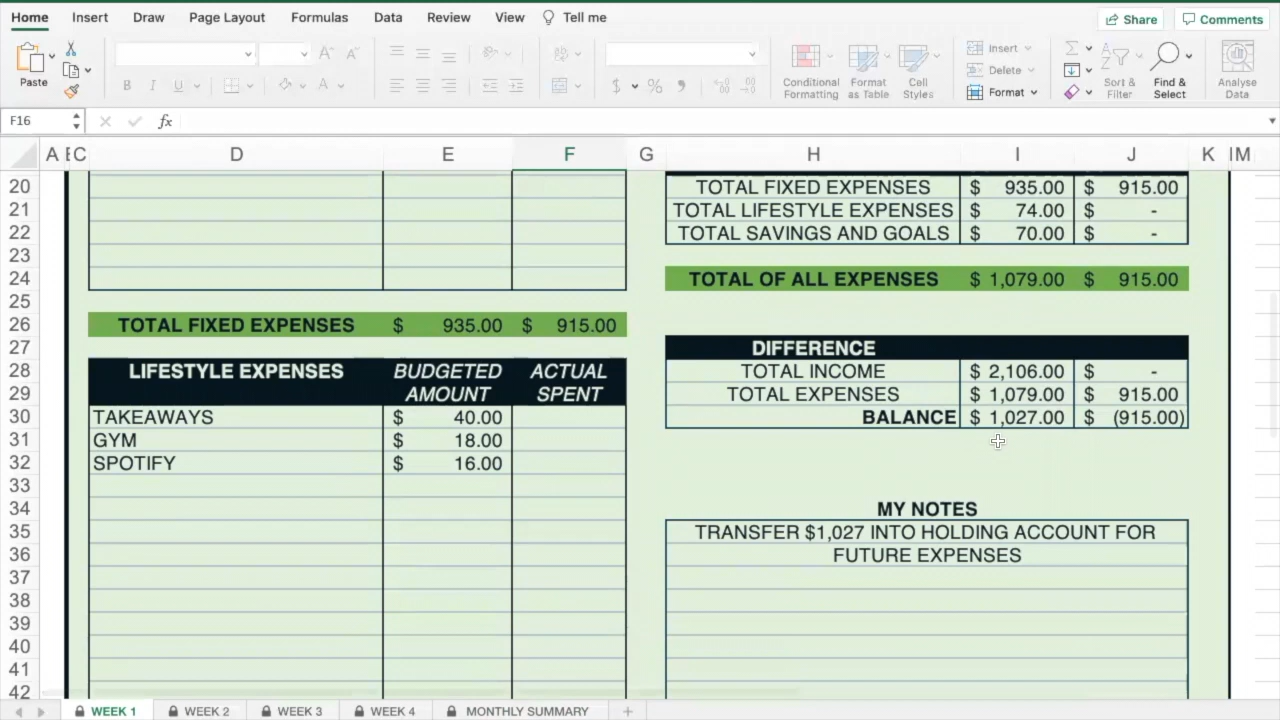 Home Insert Draw Page Layout Formulas Data Review View Tell me Share Comments
Paste
B I U A
$ %
Conditional Formatting
Format as Table
Cell Styles
Insert
Delete
Format
Sort & Filter
Find & Select
Analyse Data
F16 fx
A E C D E F G H I J K I M
20 TOTAL FIXED EXPENSES $ 935.00 $ 915.00
21 TOTAL LIFESTYLE EXPENSES $ 74.00 $ -
22 TOTAL SAVINGS AND GOALS $ 70.00 $ -
23
24 TOTAL OF ALL EXPENSES $ 1,079.00 $ 915.00
25
26 TOTAL FIXED EXPENSES $ 935.00 $ 915.00
27 DIFFERENCE
28 LIFESTYLE EXPENSES BUDGETED ACTUAL TOTAL INCOME $ 2,106.00 $ -
29 AMOUNT SPENT TOTAL EXPENSES $ 1,079.00 $ 915.00
30 TAKEAWAYS $ 40.00 BALANCE $ 1,027.00 $ (915.00)
31 GYM $ 18.00
32 SPOTIFY $ 16.00
33
34 MY NOTES
35 TRANSFER $1,027 INTO HOLDING ACCOUNT FOR
36 FUTURE EXPENSES
37
38
39
40
41
42
WEEK 1 WEEK 2 WEEK 3 WEEK 4 MONTHLY SUMMARY +